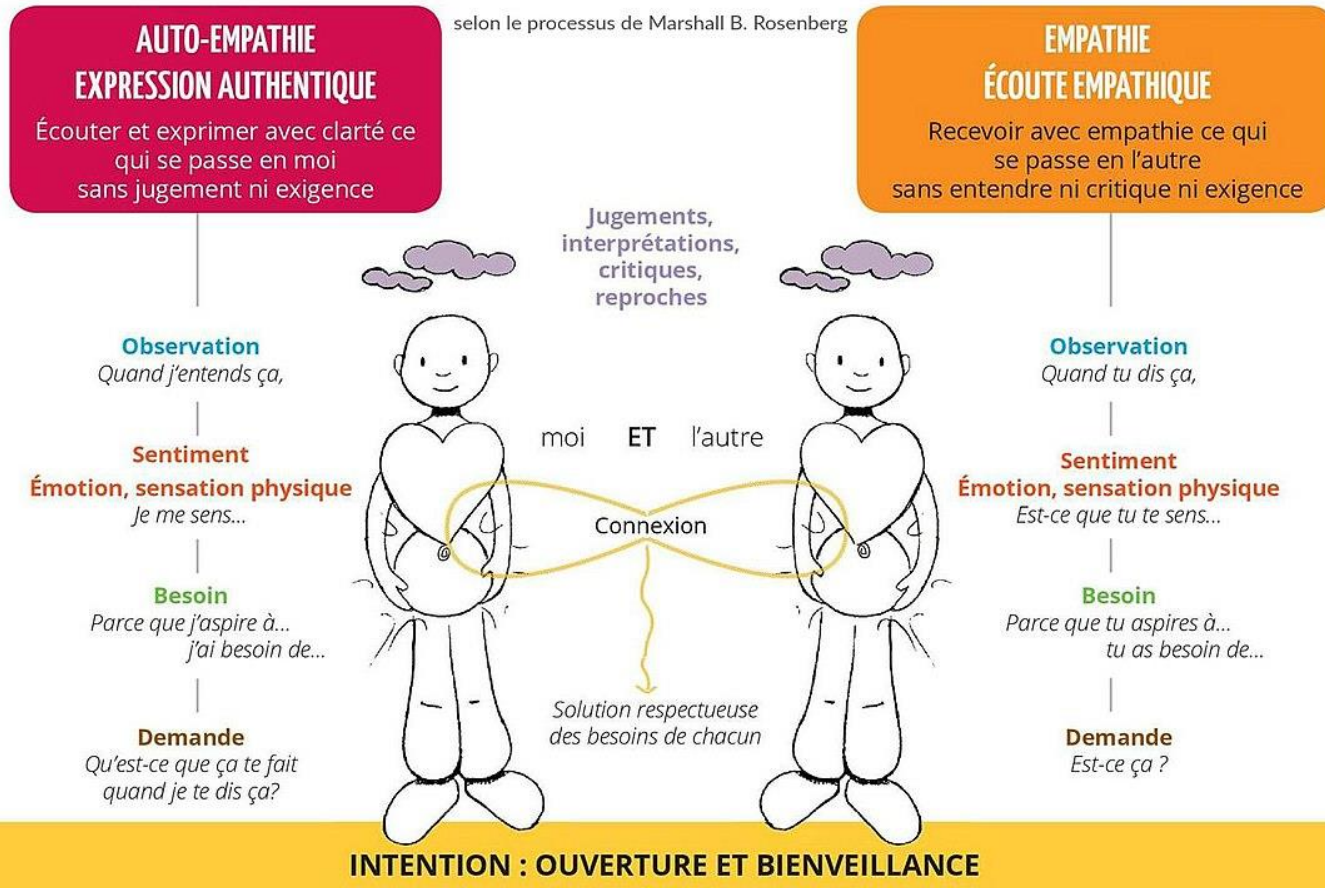 selon le processus de Marshall B. Rosenberg
AUTO-EMPATHIE
EXPRESSION AUTHENTIQUE
Écouter et exprimer avec clarté ce
qui se passe en moi
sans jugement ni exigence
Observation
Quand j'entends ça,
Sentiment
Émotion, sensation physique
Je me sens...
Besoin
Parce que j'aspire à...
j'ai besoin de...
Demande
Qu'est-ce que ça te fait
quand je te dis ça?
Jugements,
interprétations,
critiques,
reproches
moi ET l'autre
Connexion
Solution respectueuse
des besoins de chacun
EMPATHIE
ÉCOUTE EMPATHIQUE
Recevoir avec empathie ce qui
se passe en l'autre
sans entendre ni critique ni exigence
Observation
Quand tu dis ça,
Sentiment
Émotion, sensation physique
Est-ce que tu te sens...
Besoin
Parce que tu aspires à...
tu as besoin de...
Demande
Est-ce ça ?
INTENTION : OUVERTURE ET BIENVEILLANCE